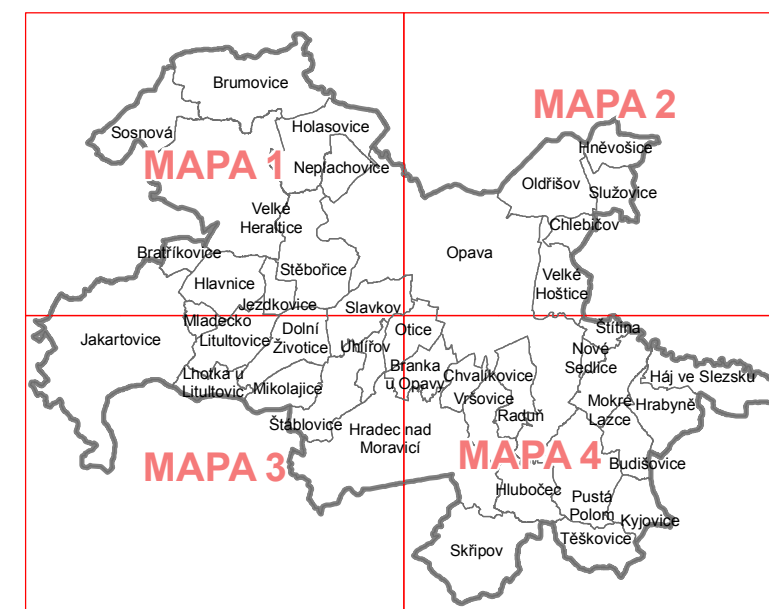 Brumovice
MAPA 2
Sosnová
Holasovice
Hněvošice
MAPA 1
Neplachovice
Oldřišov
Služovice
Velké
Heraltice
Chlebičov
Bratříkovice
Opava
Stěbořice
Velké
Hoštice
Hlavnice
Jezdkovice
Slavkov
Mladecko
Jakartovice
Litultovice
Dolní
Životice
Uhlířov
Otice
Štítina
Nové
Sedlice
Lhotka u
Litultovic
Mikolajice
Branka
u Opavy
Chvalíkovice
Háj ve Slezsku
Vršovice
Raduň
Mokré
Lazce
Hrabyně
Štáblovice
Hradec nad
Moravicí
MAPA 3
MAPA 4
Budišovice
Hlubočec
Pustá
Polom
Kyjovice
Skřipov
Těškovice